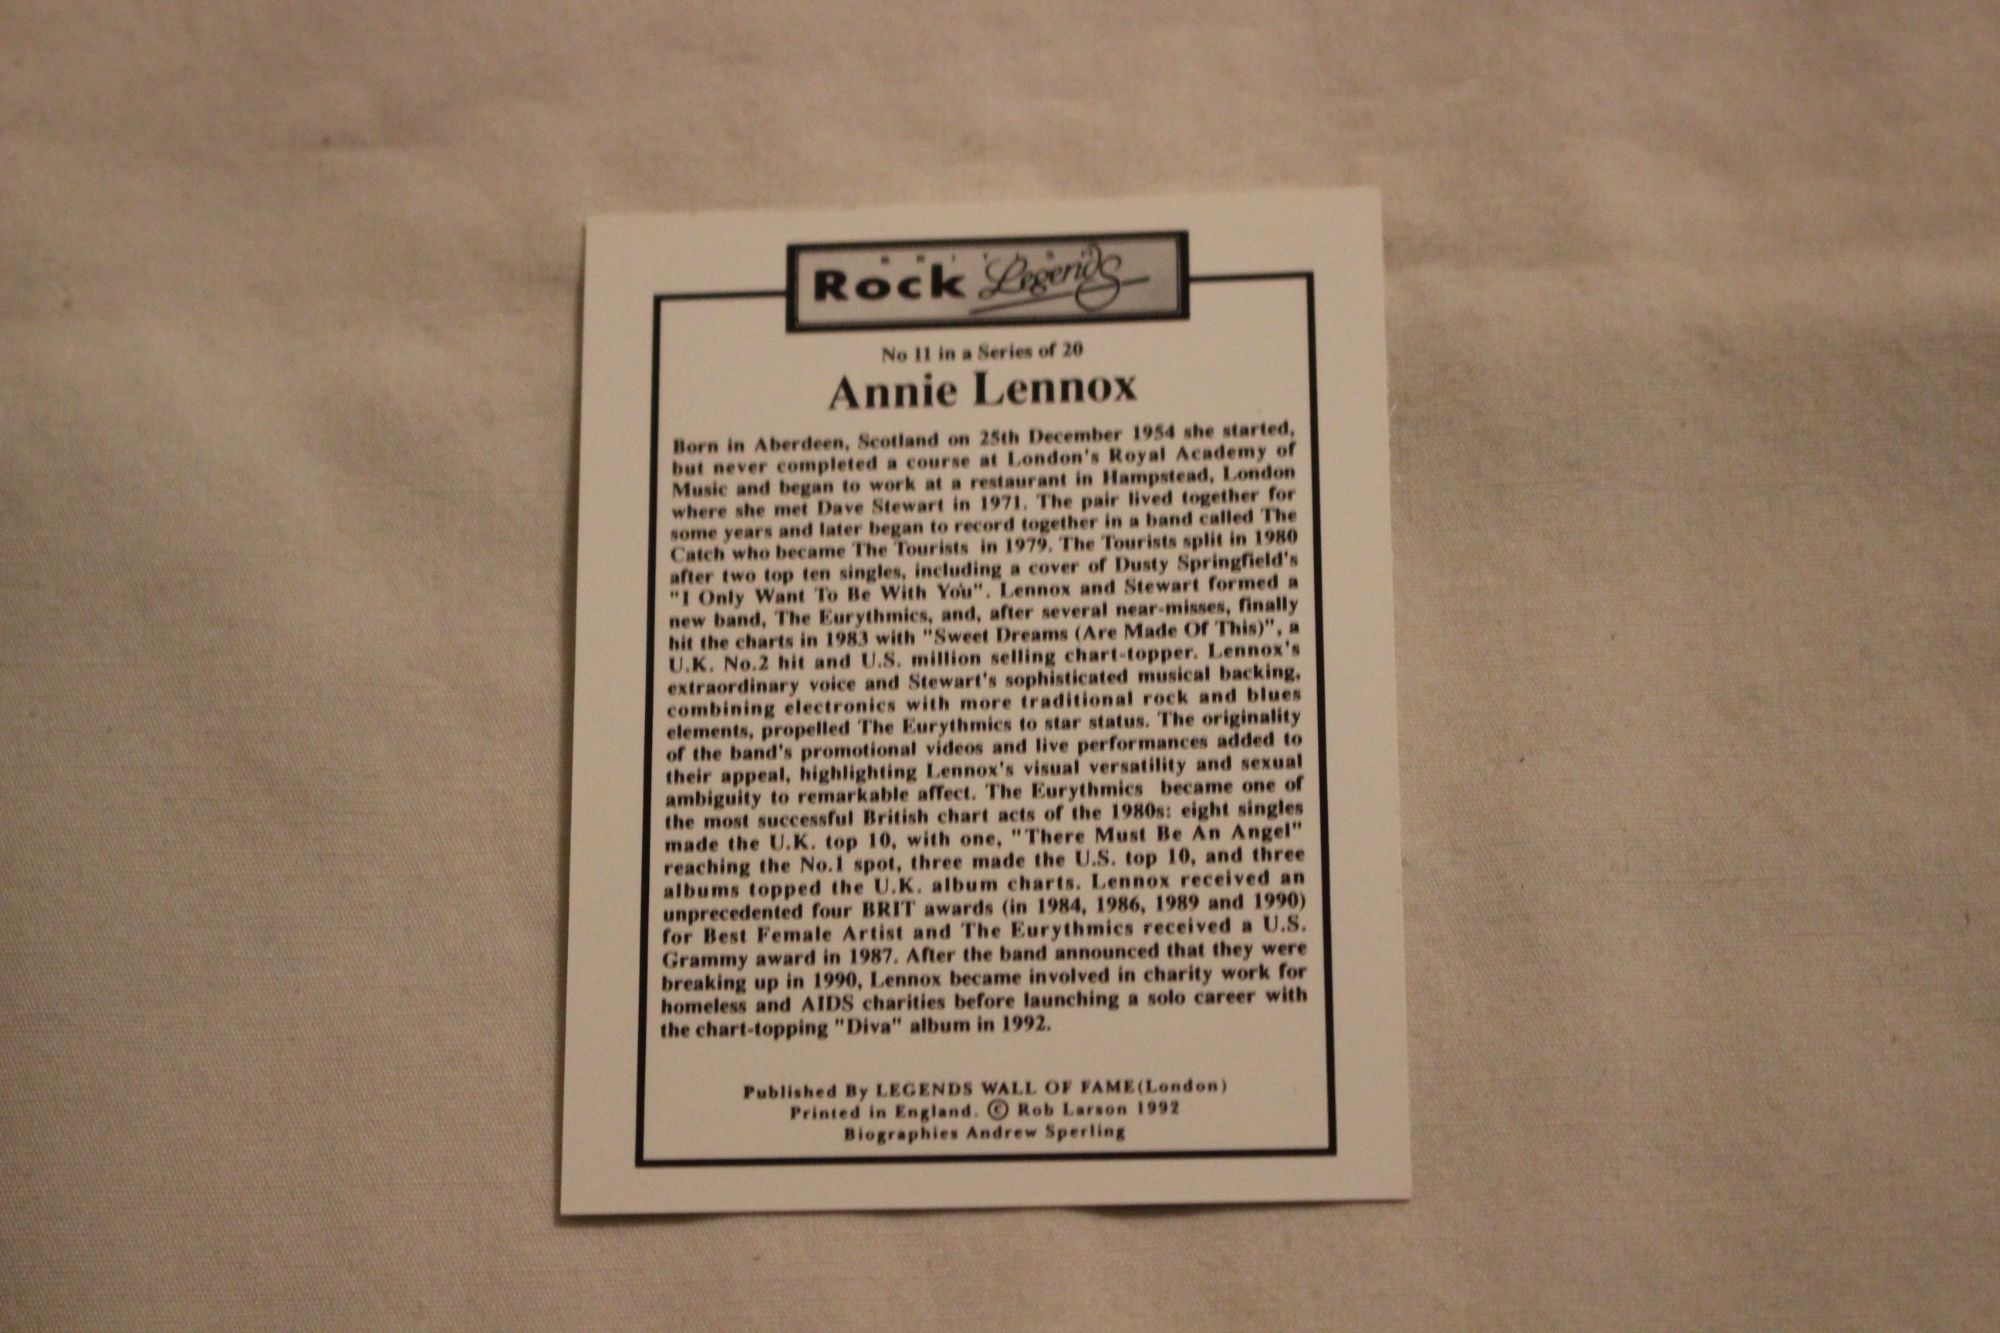 Rock Legends
No 11 in a Series of 20
Annie Lennox
Born in Aberdeen, Scotland on 25th December 1954 she started,
but never completed a course at London's Royal Academy of
Music and began to work at a restaurant in Hampstead, London
where she met Dave Stewart in 1971. The pair lived together for
some years and later began to record together in a band called The
Catch who became The Tourists in 1979. The Tourists split in 1980
after two top ten singles, including a cover of Dusty Springfield's
"I Only Want To Be With You". Lennox and Stewart formed a
new band, The Eurythmics, and, after several near-misses, finally
hit the charts in 1983 with "Sweet Dreams (Are Made Of This)", a
U.K. No.2 hit and U.S. million selling chart-topper. Lennox's
extraordinary voice and Stewart's sophisticated musical backing,
combining electronics with more traditional rock and blues
elements, propelled The Eurythmics to star status. The originality
of the band's promotional videos and live performances added to
their appeal, highlighting Lennox's visual versatility and sexual
ambiguity to remarkable affect. The Eurythmics became one of
the most successful British chart acts of the 1980s: eight singles
made the U.K. top 10, with one, "There Must Be An Angel"
reaching the No.1 spot, three made the U.S. top 10, and three
albums topped the U.K. album charts. Lennox received an
unprecedented four BRIT awards (in 1984, 1986, 1989 and 1990)
for Best Female Artist and The Eurythmics received a U.S.
Grammy award in 1987. After the band announced that they were
breaking up in 1990, Lennox became involved in charity work for
homeless and AIDS charities before launching a solo career with
the chart-topping "Diva" album in 1992.
Published By LEGENDS WALL OF FAME(London)
Printed in England. © Rob Larson 1992
Biographies Andrew Sperling